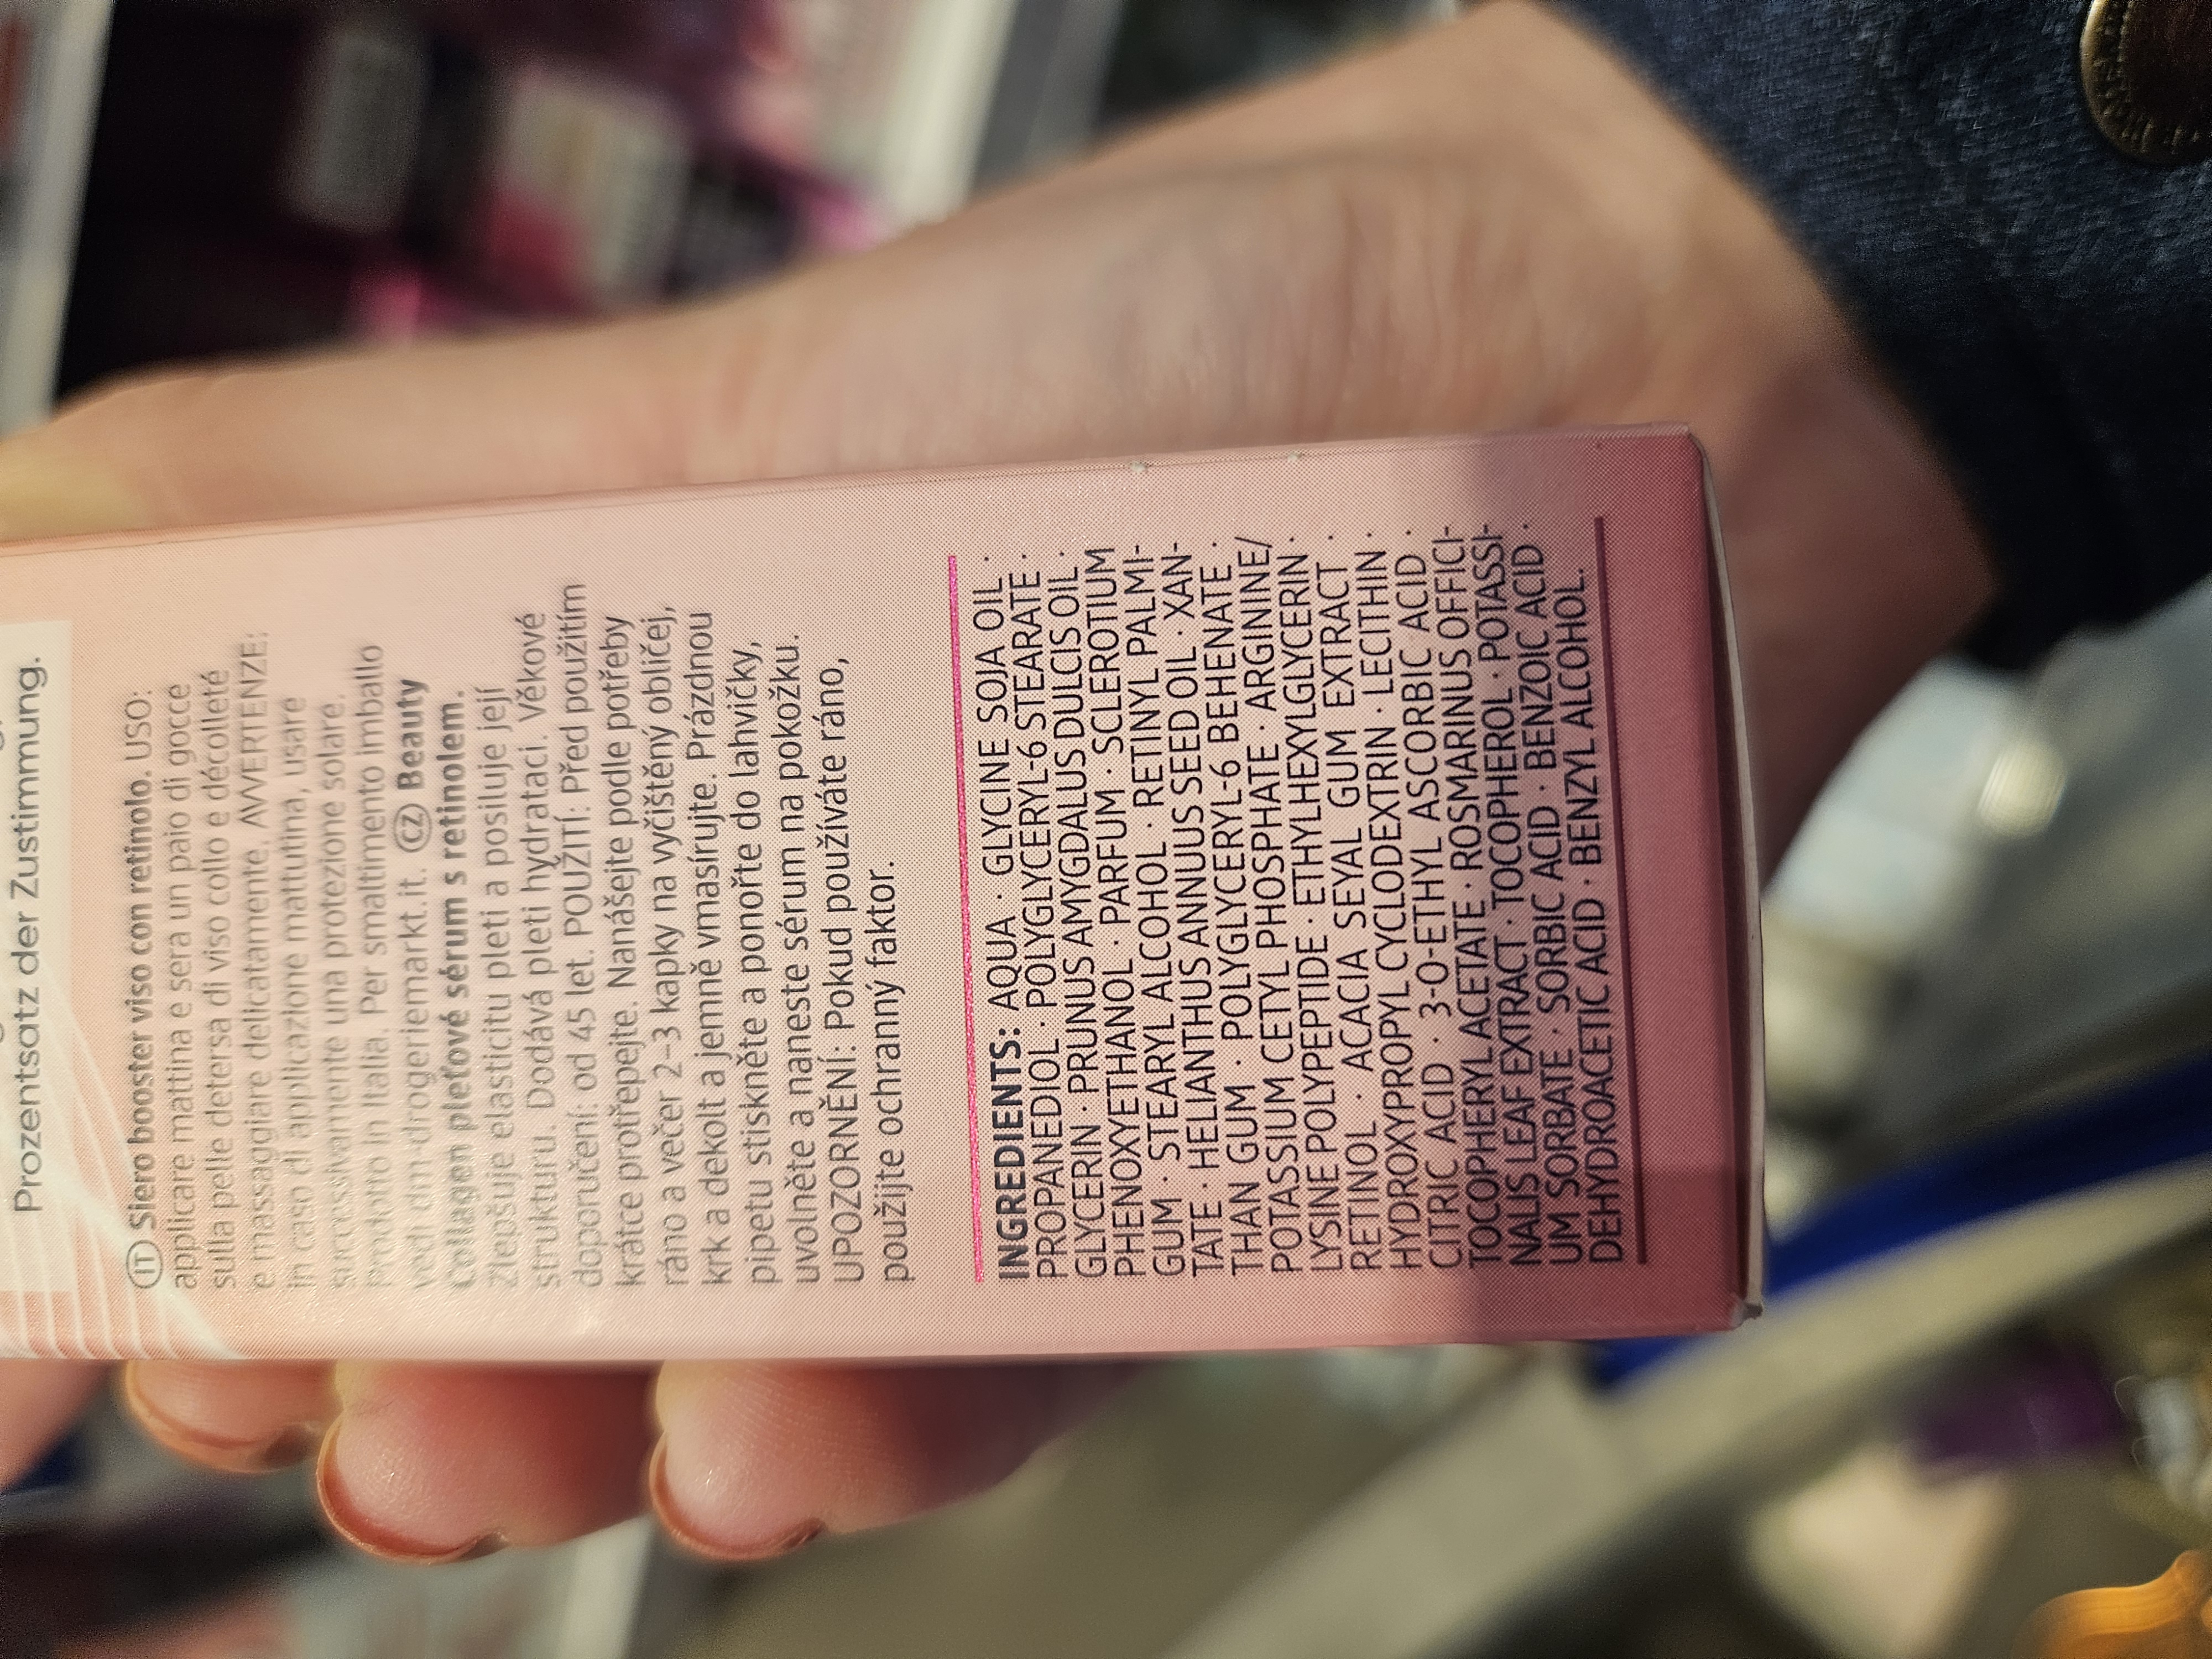 Prozentsatz der Zustimmung.
IT Siero booster viso con retinolo. USO:
applicare mattina e sera un paio di gocce
sulla pelle detersa di viso collo e décolleté
e massaggiare delicatamente. AVVERTENZE:
in caso di applicazione mattutina, usare
successivamente una protezione solare.
Prodotto in Italia. Per smaltimento imballo
vedi dm-drogeriemarkt.it. CZ Beauty
Collagen pleťové sérum s retinolem.
Zlepšuje elasticitu pleti a posiluje její
strukturu. Dodává pleti hydrataci. Věkové
doporučení: od 45 let. POUŽITÍ: Před použitím
krátce protřepejte. Nanášejte podle potřeby
ráno a večer 2–3 kapky na vyčištěný obličej,
krk a dekolt a jemně vmasírujte. Prázdnou
pipetu stiskněte a ponořte do lahvičky,
uvolněte a naneste sérum na pokožku.
UPOZORNĚNÍ: Pokud používáte ráno,
použijte ochranný faktor.
INGREDIENTS: AQUA · GLYCINE SOJA OIL ·
PROPANEDIOL · POLYGLYCERYL-6 STEARATE ·
GLYCERIN · PRUNUS AMYGDALUS DULCIS OIL ·
PHENOXYETHANOL · PARFUM · SCLEROTIUM
GUM · STEARYL ALCOHOL · RETINYL PALMI-
TATE · HELIANTHUS ANNUUS SEED OIL · XAN-
THAN GUM · POLYGLYCERYL-6 BEHENATE ·
POTASSIUM CETYL PHOSPHATE · ARGININE/
LYSINE POLYPEPTIDE · ETHYLHEXYLGLYCERIN ·
RETINOL · ACACIA SEYAL GUM EXTRACT ·
HYDROXYPROPYL CYCLODEXTRIN · LECITHIN ·
CITRIC ACID · 3-O-ETHYL ASCORBIC ACID ·
TOCOPHERYL ACETATE · ROSMARINUS OFFICI-
NALIS LEAF EXTRACT · TOCOPHEROL · POTASSI-
UM SORBATE · SORBIC ACID · BENZOIC ACID ·
DEHYDROACETIC ACID · BENZYL ALCOHOL.